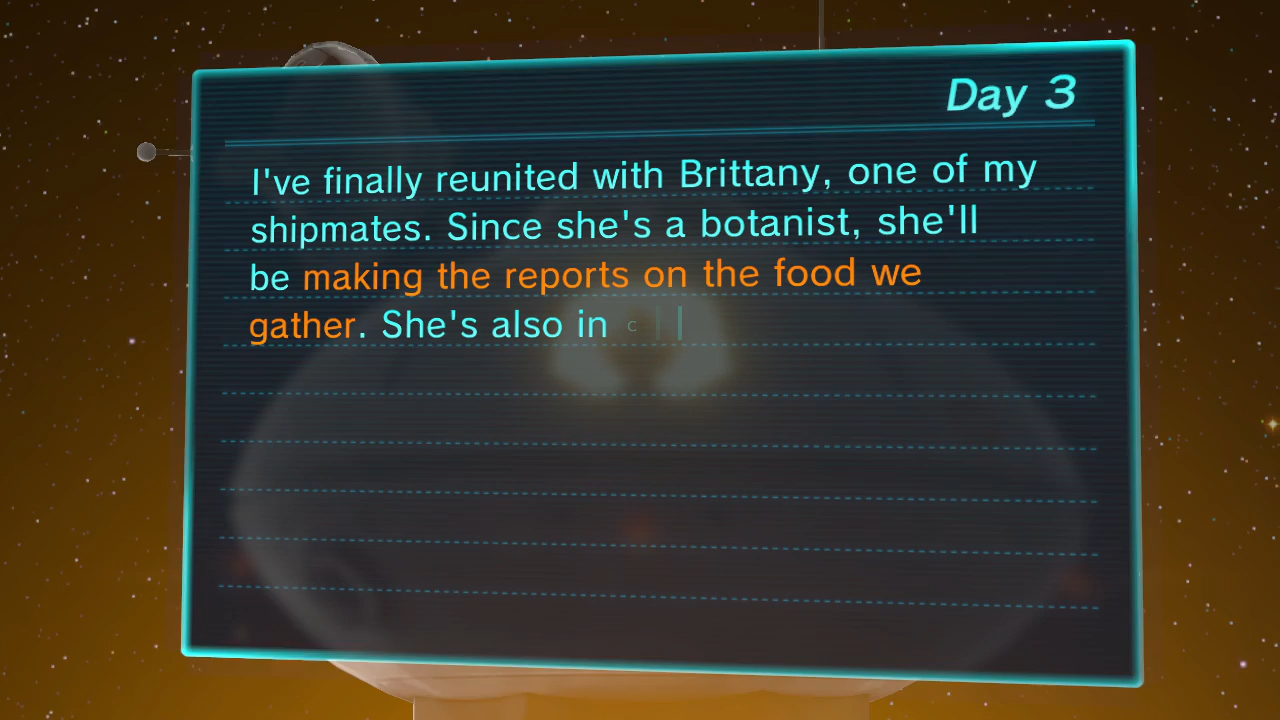 Day 3
I've finally reunited with Brittany, one of my
shipmates. Since she's a botanist, she'll
be making the reports on the food we
gather. She's also in c